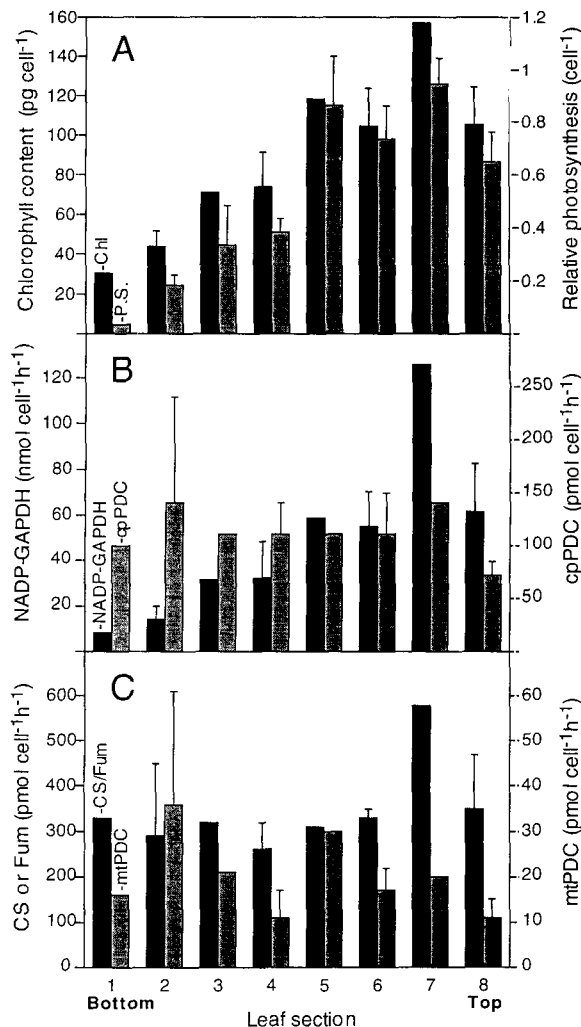 A
Chlorophyll content
(pg cell-1)
160
140
120
100
80
60
40
20
-Chl
-P.S.
1.2
1
0.8
0.6
0.4
0.2
Relative photosynthesis (cell-1)
B
NADP-GAPDH (nmol cell-1h-1)
120
100
80
60
40
20
-NADP-GAPDH
-cpPDC
-250
-200
-150
-100
-50
cpPDC (pmol cell-1h-1)
C
CS or Fum (pmol cell-1h-1)
600
500
400
300
300
200
100
0
-CS/Fum
-mtPDC
60
50
40
30
20
10
0
mtPDC (pmol cell-1h-1)
1 2 3 4 5 6 7 8
Bottom Top
Leaf section